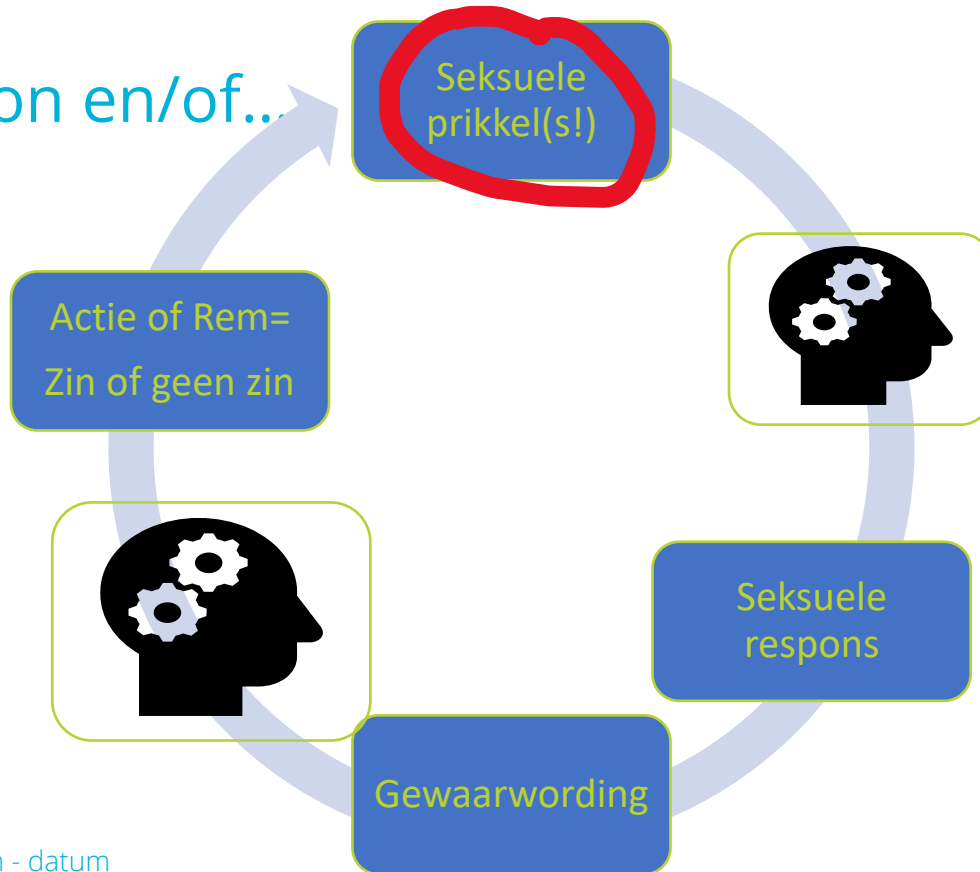 on en/of...
Seksuele
prikkel(s!)
Seksuele
respons
Gewaarwording
Actie of Rem=
Zin of geen zin
- datum